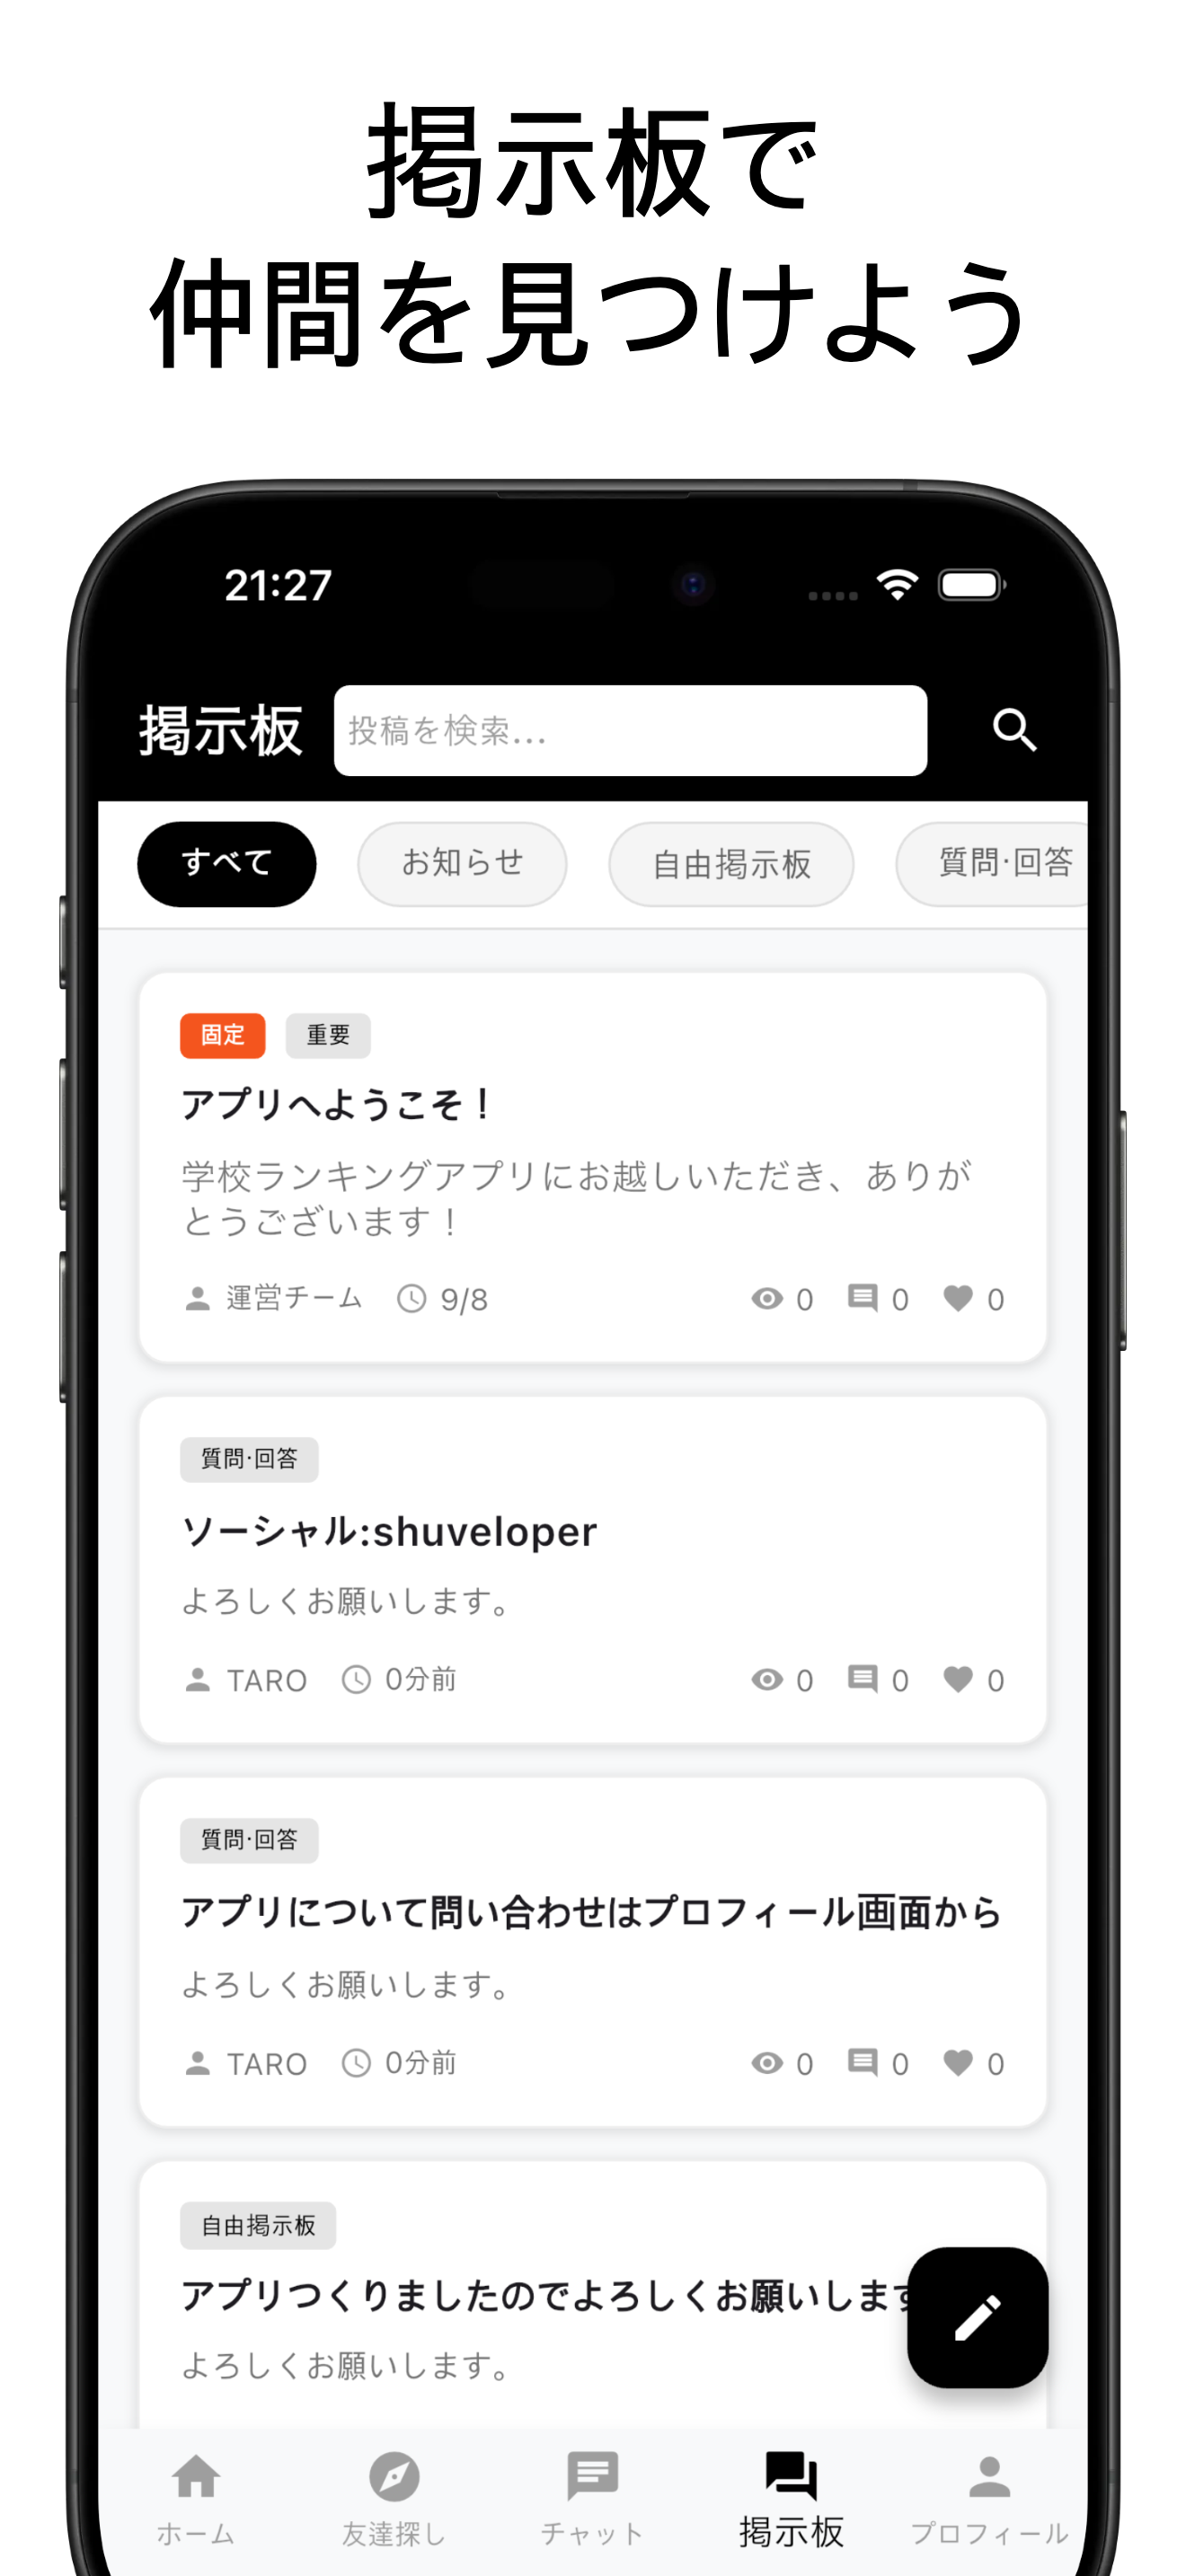 掲示板で
仲間を見つけよう
21:27
掲示板
投稿を検索...
すべて
お知らせ
自由掲示板
質問·回答
固定
重要
アプリへようこそ！
学校ランキングアプリにお越しいただき、ありが
とうございます！
運営チーム 9/8 0 0 0
質問·回答
ソーシャル:shuveloper
よろしくお願いします。
TARO 0分前 0 0 0
質問·回答
アプリについて問い合わせはプロフィール画面から
よろしくお願いします。
TARO 0分前 0 0 0
自由掲示板
アプリつくりましたのでよろしくお願いします
よろしくお願いします。
ホーム
友達探し
チャット
掲示板
プロフィール